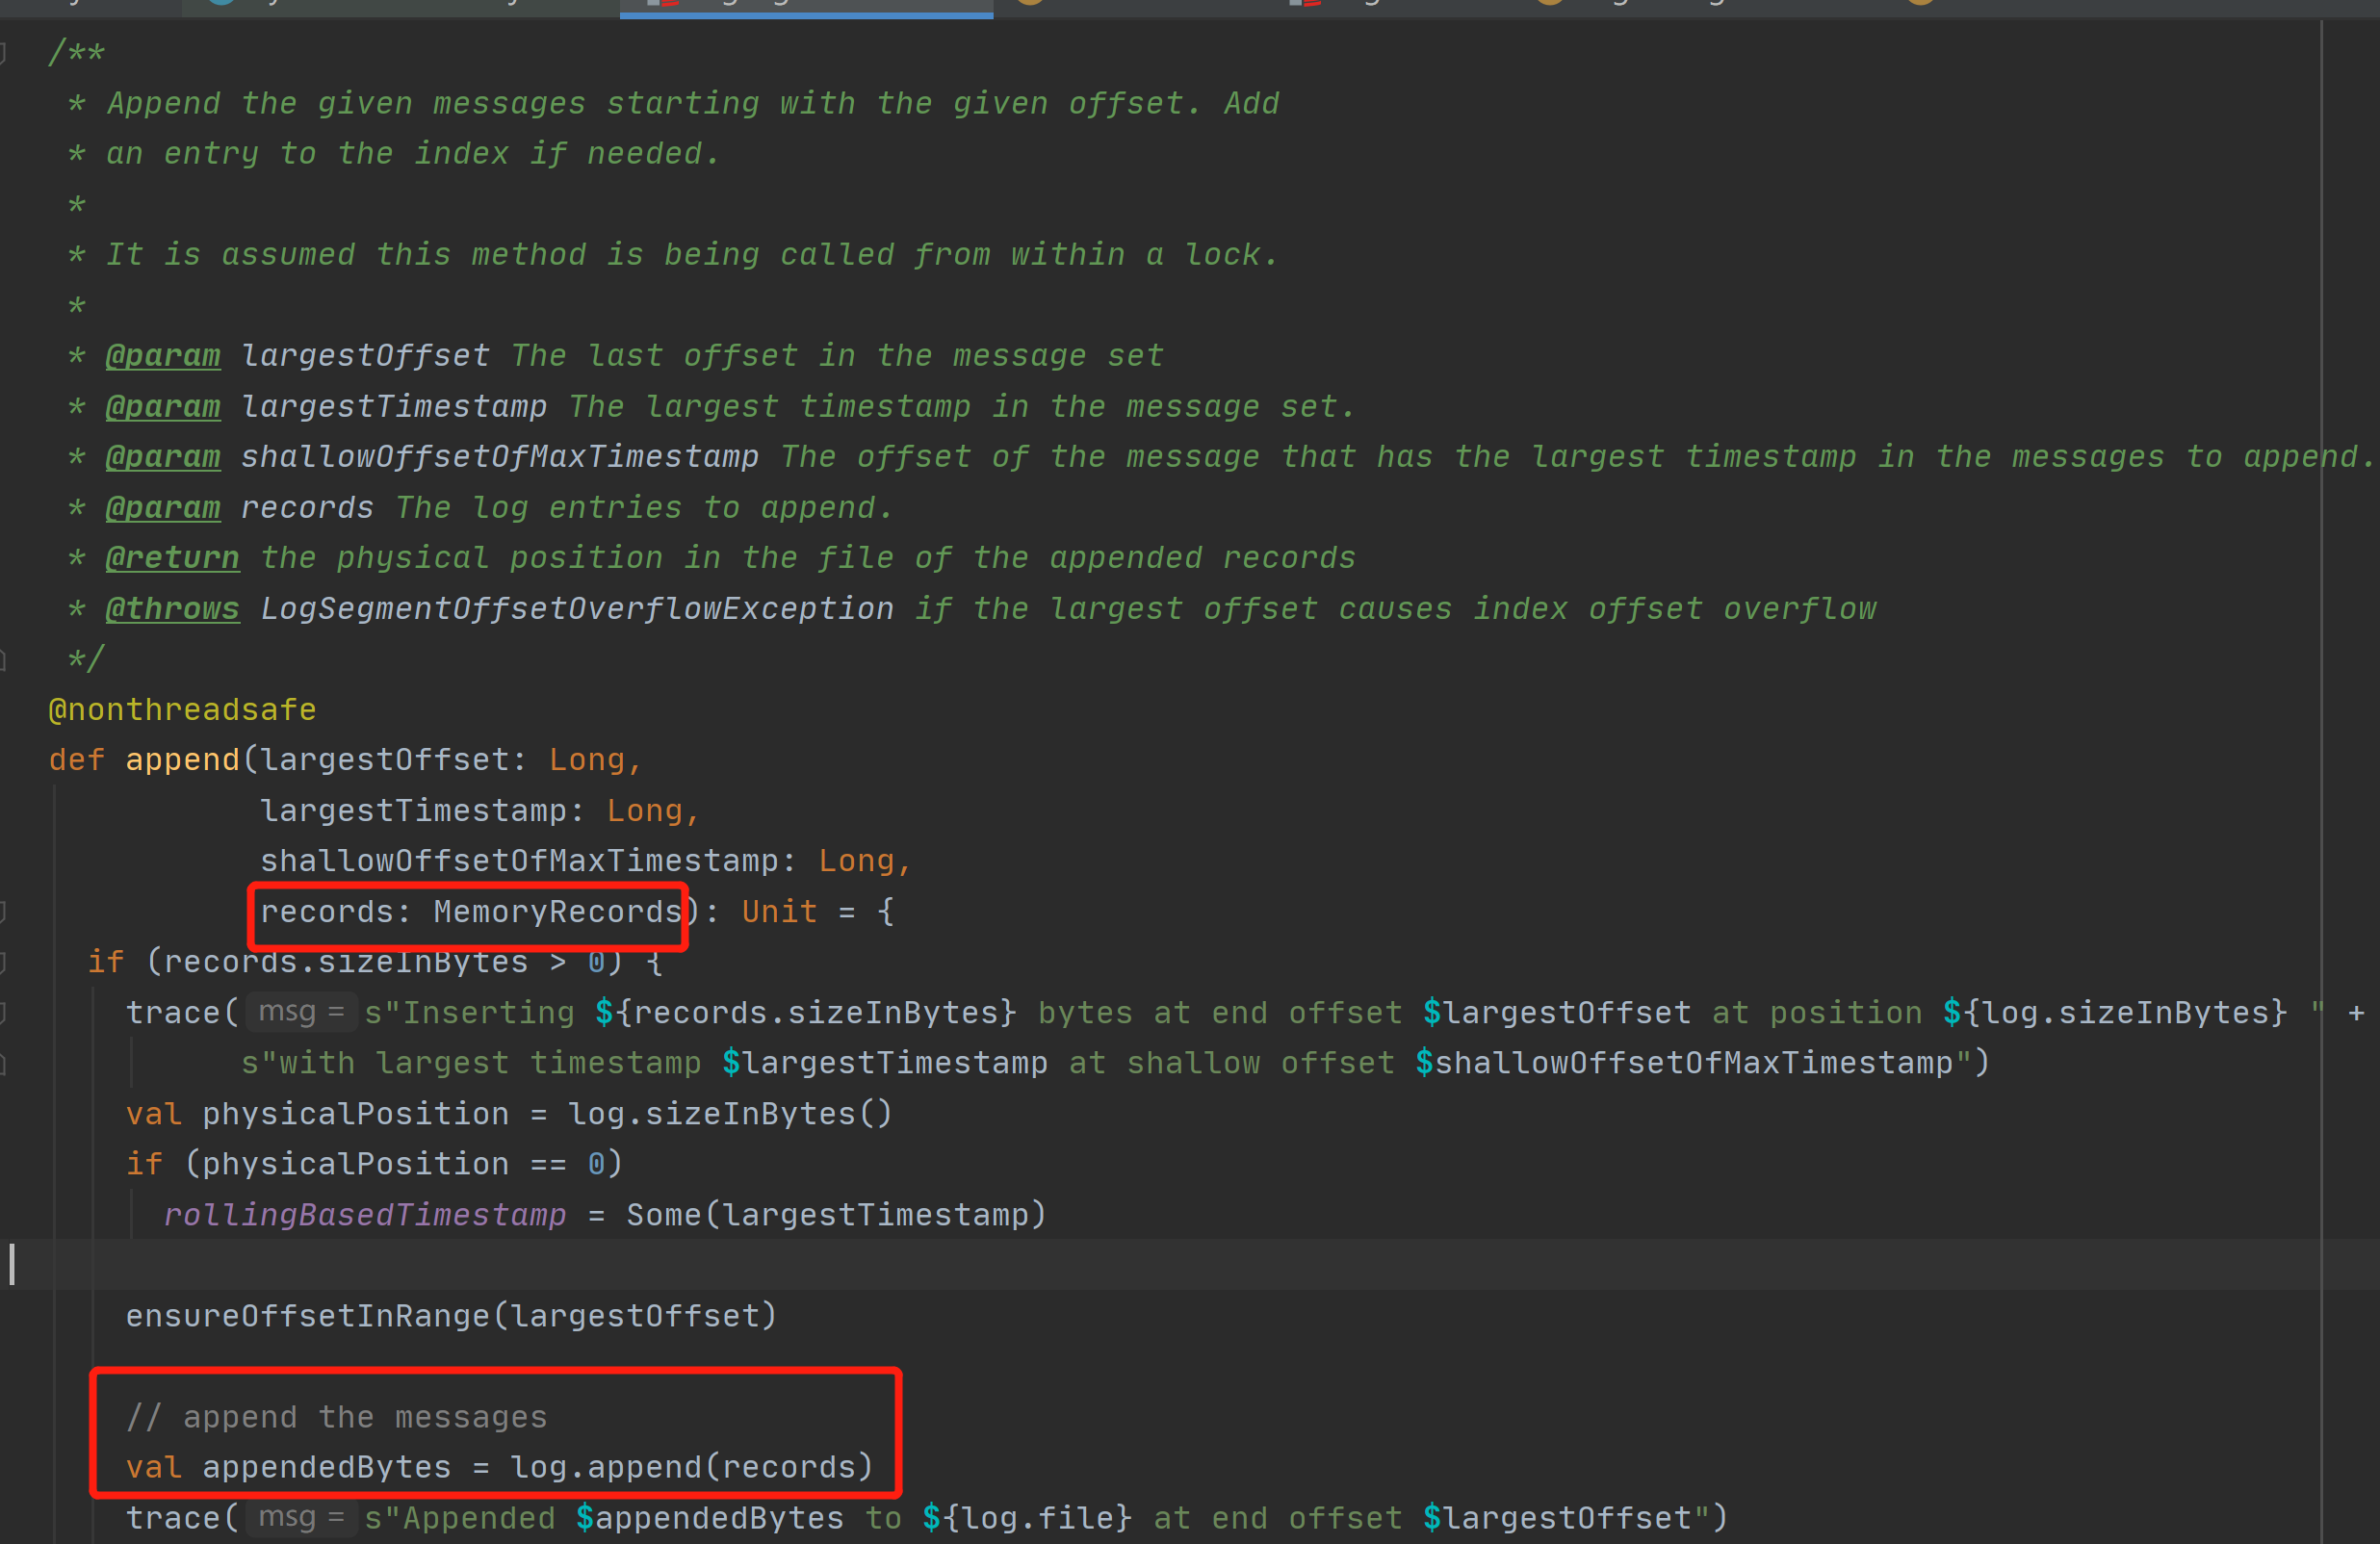 /**
* Append the given messages starting with the given offset. Add
* an entry to the index if needed.
*
* It is assumed this method is being called from within a lock.
*
* @param largestOffset The last offset in the message set
* @param largestTimestamp The largest timestamp in the message set.
* @param shallowOffsetOfMaxTimestamp The offset of the message that has the largest timestamp in the messages to append.
* @param records The log entries to append.
* @return the physical position in the file of the appended records
* @throws LogSegmentOffsetOverflowException if the largest offset causes index offset overflow
*/
@nonthreadsafe
def append(largestOffset: Long,
largestTimestamp: Long,
shallowOffsetOfMaxTimestamp: Long,
records: MemoryRecords): Unit = {
if (records.sizeInBytes > 0) {
trace( msg = s"Inserting ${records.sizeInBytes} bytes at end offset $largestOffset at position ${log.sizeInBytes} " +
s"with largest timestamp $largestTimestamp at shallow offset $shallowOffsetOfMaxTimestamp")
val physicalPosition = log.sizeInBytes()
if (physicalPosition == 0)
rollingBasedTimestamp = Some(largestTimestamp)
ensureOffsetInRange(largestOffset)
// append the messages
val appendedBytes = log.append(records)
trace( msg = s"Appended $appendedBytes to ${log.file} at end offset $largestOffset")